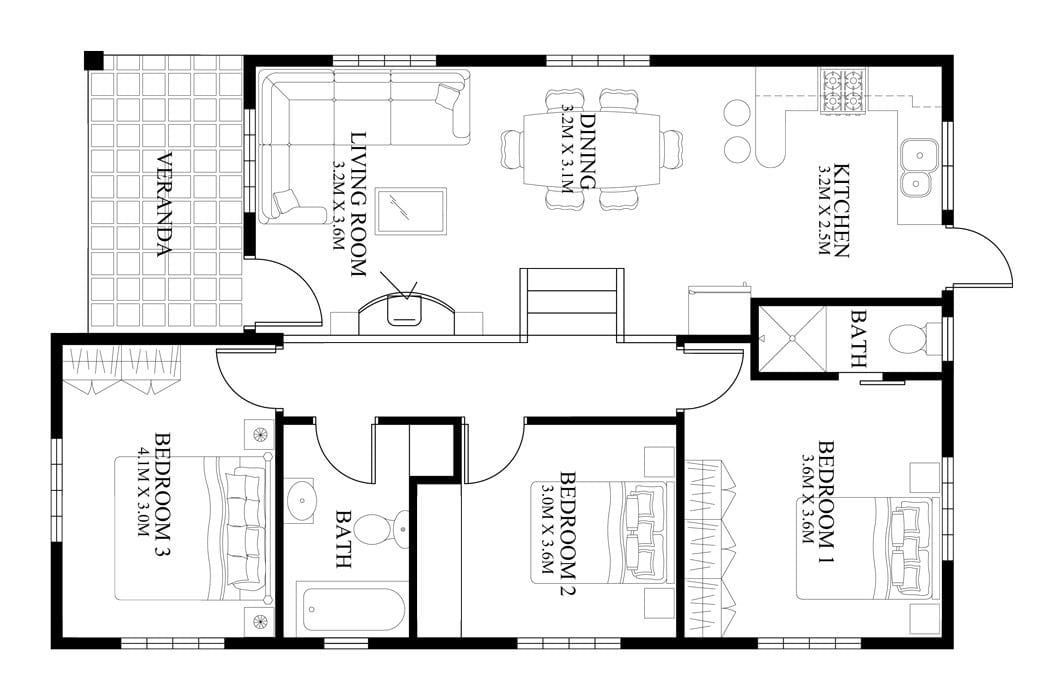 VERANDA
LIVING ROOM
3.2M X 3.6M
DINING
3.2M X 3.1M
KITCHEN
3.2M X 2.5M
BATH
BEDROOM 3
4.1M X 3.0M
BATH
BEDROOM 2
3.0M X 3.6M
BEDROOM 1
3.6M X 3.6M